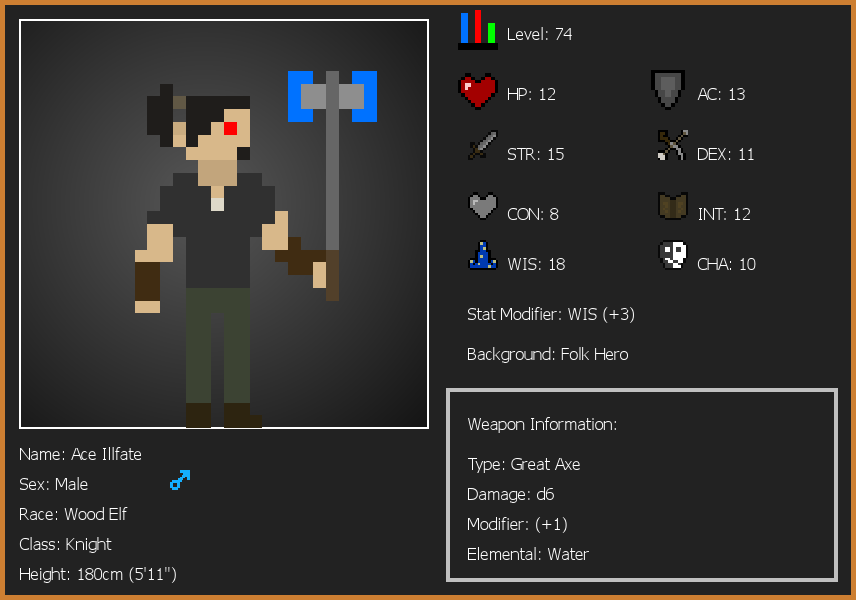 Level: 74
HP: 12
AC: 13
STR: 15
DEX: 11
CON: 8
INT: 12
WIS: 18
CHA: 10
Stat Modifier: WIS (+3)
Background: Folk Hero
Weapon Information:
Type: Great Axe
Damage: d6
Modifier: (+1)
Elemental: Water
Name: Ace Illfate
Sex: Male
Race: Wood Elf
Class: Knight
Height: 180cm (5'11")